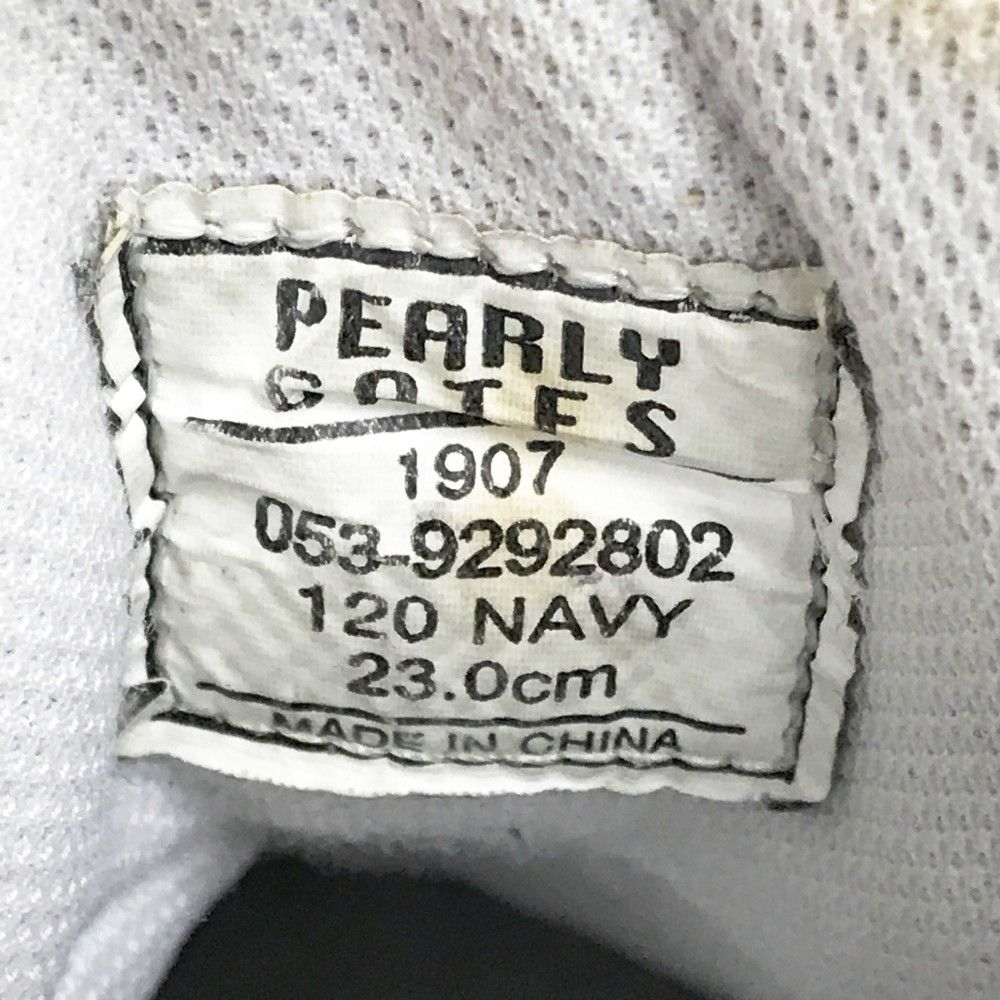 PEARLY
GATES
1907
053-9292802
120 NAVY
23.0cm
MADE IN CHINA